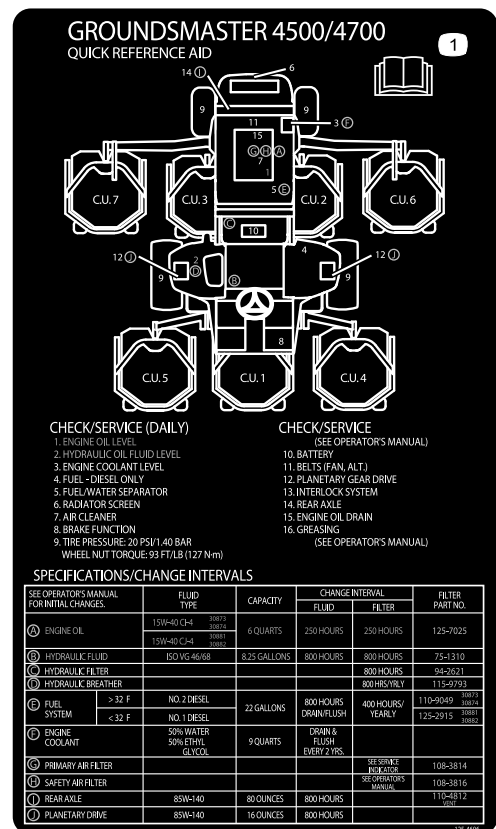 GROUNDSMASTER 4500/4700
QUICK REFERENCE AID
1
6
14 I
9
9
11
3 F
15
G H A
7
1
5 E
C.U. 7
C.U. 3
C.U. 2
C.U. 6
C
10
12 J
2
D
4
12 J
9
B
9
8
C.U. 5
C.U. 1
C.U. 4
CHECK/SERVICE (DAILY)
1. ENGINE OIL LEVEL
2. HYDRAULIC OIL FLUID LEVEL
3. ENGINE COOLANT LEVEL
4. FUEL - DIESEL ONLY
5. FUEL/WATER SEPARATOR
6. RADIATOR SCREEN
7. AIR CLEANER
8. BRAKE FUNCTION
9. TIRE PRESSURE: 20 PSI/1.40 BAR
WHEEL NUT TORQUE: 93 FT/LB (127 N·m)
CHECK/SERVICE
(SEE OPERATOR'S MANUAL)
10. BATTERY
11. BELTS (FAN, ALT.)
12. PLANETARY GEAR DRIVE
13. INTERLOCK SYSTEM
14. REAR AXLE
15. ENGINE OIL DRAIN
16. GREASING
(SEE OPERATOR'S MANUAL)
SPECIFICATIONS/CHANGE INTERVALS
SEE OPERATOR'S MANUAL FOR INITIAL CHANGES. FLUID TYPE CAPACITY CHANGE INTERVAL FLUID FILTER FILTER PART NO.
A ENGINE OIL 15W-40 CI-4 30873 30874 15W-40 CJ-4 30881 30882 6 QUARTS 250 HOURS 250 HOURS 125-7025
B HYDRAULIC FLUID ISO VG 46/68 8.25 GALLONS 800 HOURS 800 HOURS 75-1310
C HYDRAULIC FILTER 800 HOURS 94-2621
D HYDRAULIC BREATHER 800 HRS/YRLY 115-9793
E FUEL SYSTEM > 32 F NO. 2 DIESEL < 32 F NO. 1 DIESEL 22 GALLONS 800 HOURS DRAIN/FLUSH 400 HOURS/ YEARLY 110-9049 30873 30874 125-2915 30881 30882
F ENGINE COOLANT 50% WATER 50% ETHYL GLYCOL 9 QUARTS DRAIN & FLUSH EVERY 2 YRS.
G PRIMARY AIR FILTER SEE SERVICE INDICATOR 108-3814
H SAFETY AIR FILTER SEE OPERATOR'S MANUAL 108-3816
I REAR AXLE 85W-140 80 OUNCES 800 HOURS 110-4812 VENT
J PLANETARY DRIVE 85W-140 16 OUNCES 800 HOURS